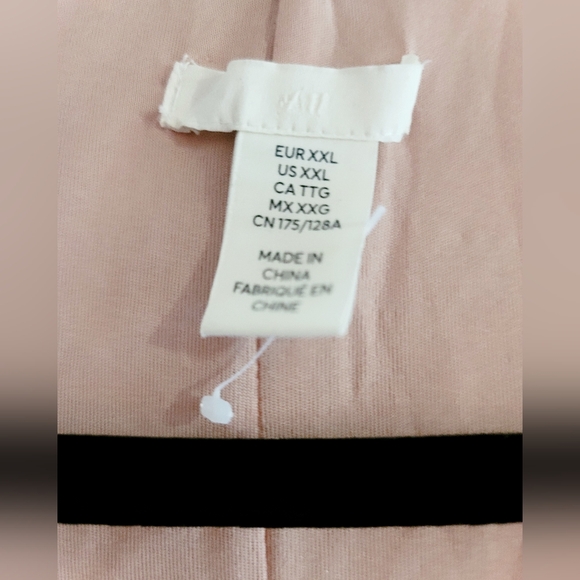 EUR XXL
US XXL
CA TTG
MX XXG
CN 175/128A
MADE IN
CHINA
FABRIQUÉ EN
CHINE